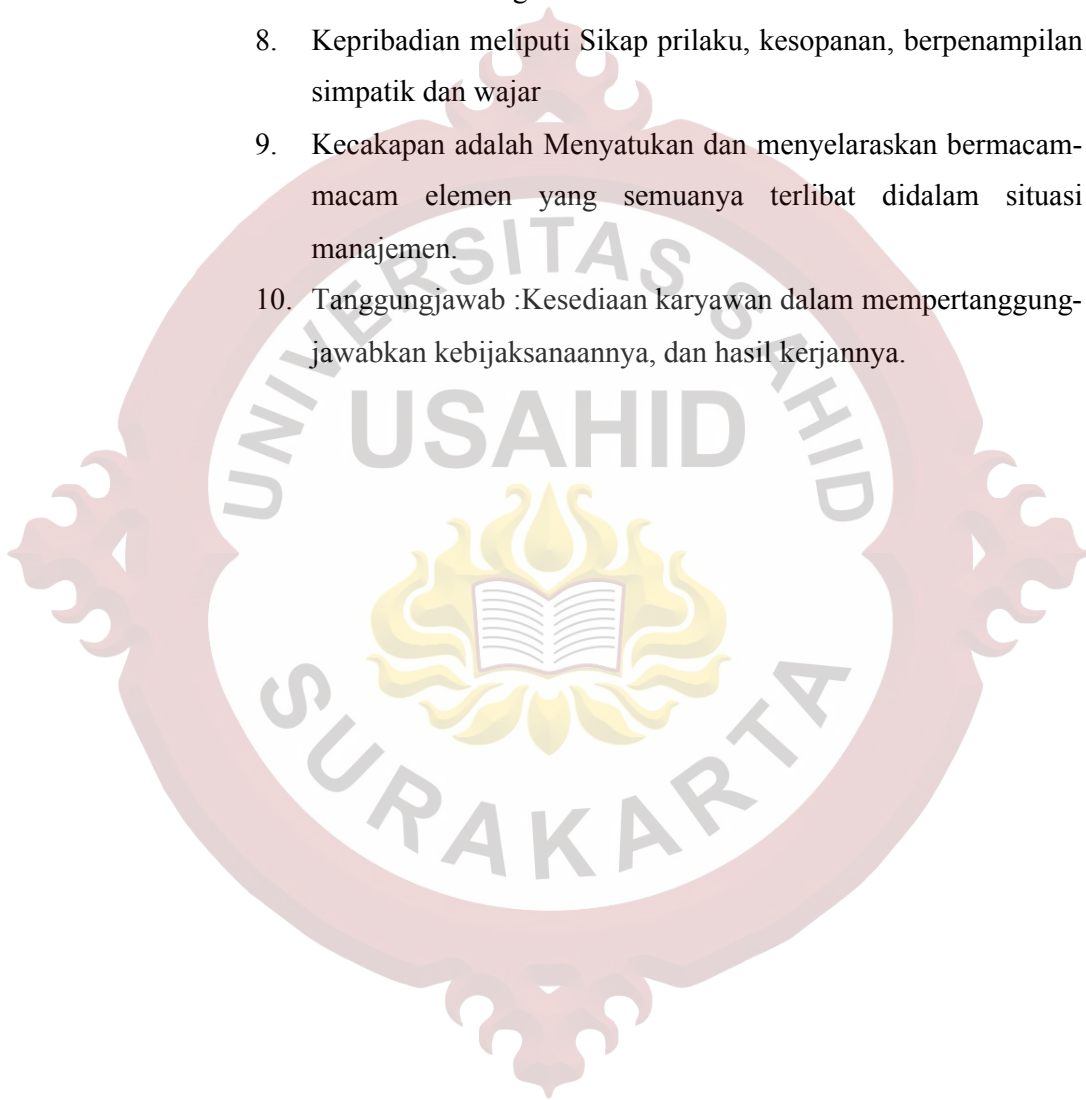 8. Kepribadian meliputi Sikap prilaku, kesopanan, berpenampilan
simpatik dan wajar
9. Kecakapan adalah Menyatukan dan menyelaraskan bermacam-
macam elemen yang semuanya terlibat didalam situasi
manajemen.
10. Tanggungjawab :Kesediaan karyawan dalam mempertanggung-
jawabkan kebijaksanaannya, dan hasil kerjannya.
UNIVERSITAS SAHID
USAHID
SURAKARTA